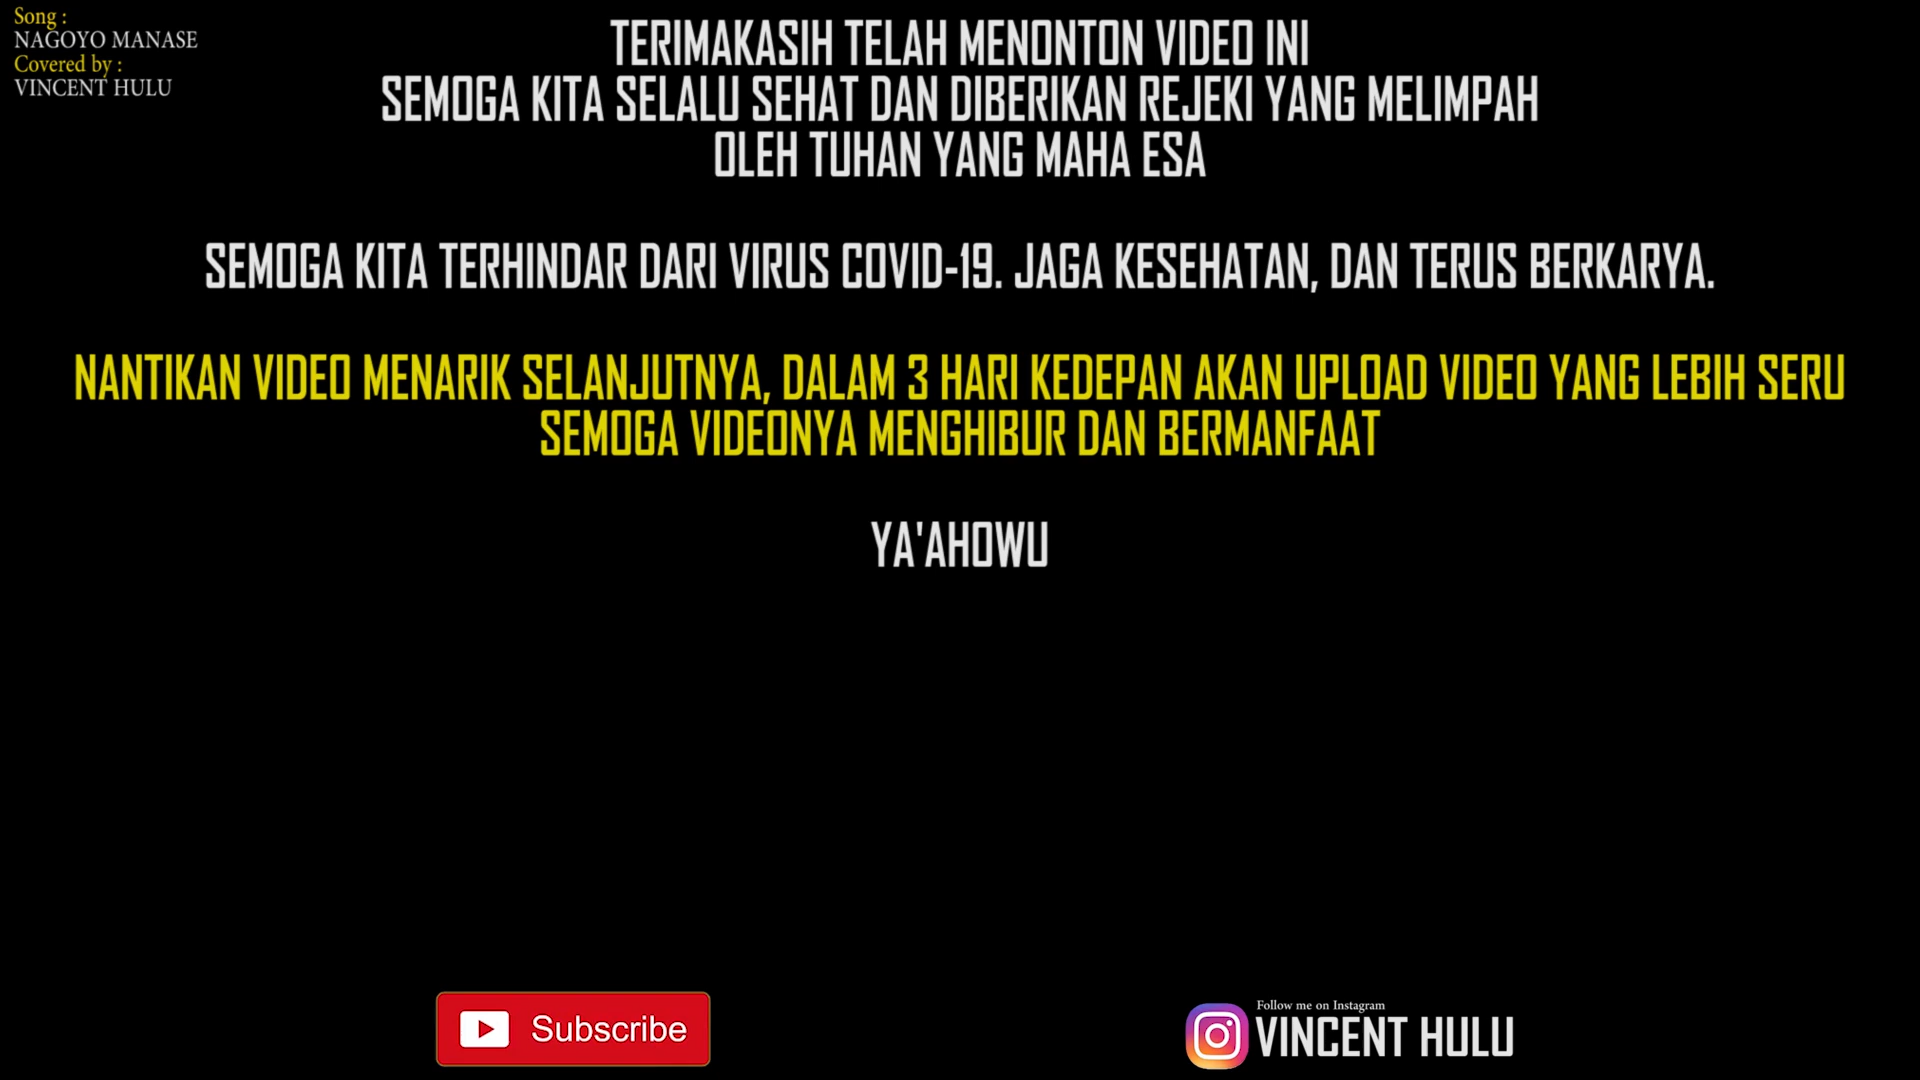 Song :
NAGOYO MANASE
Covered by :
VINCENT HULU
TERIMAKASIH TELAH MENONTON VIDEO INI
SEMOGA KITA SELALU SEHAT DAN DIBERIKAN REJEKI YANG MELIMPAH
OLEH TUHAN YANG MAHA ESA
SEMOGA KITA TERHINDAR DARI VIRUS COVID-19. JAGA KESEHATAN, DAN TERUS BERKARYA.
NANTIKAN VIDEO MENARIK SELANJUTNYA, DALAM 3 HARI KEDEPAN AKAN UPLOAD VIDEO YANG LEBIH SERU
SEMOGA VIDEONYA MENGHIBUR DAN BERMANFAAT
YA'AHOWU
Subscribe
Follow me on Instagram
VINCENT HULU